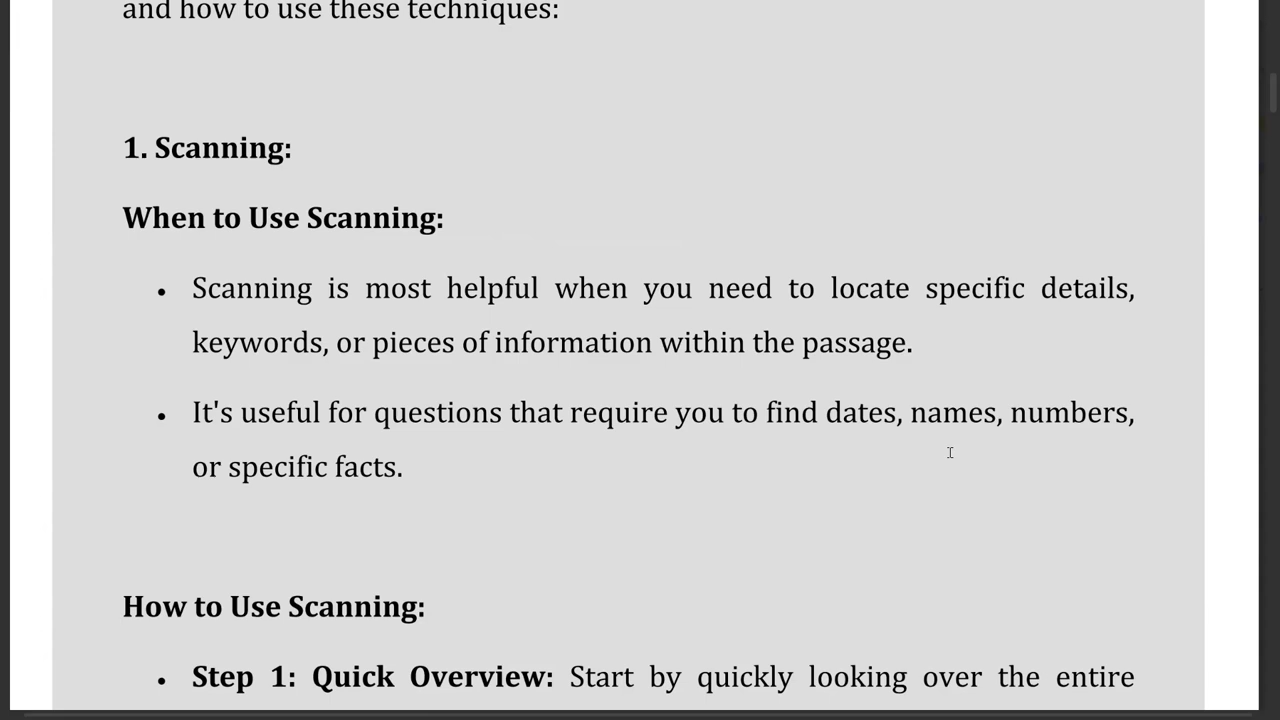 and how to use these techniques:
1. Scanning:
When to Use Scanning:
• Scanning is most helpful when you need to locate specific details,
keywords, or pieces of information within the passage.
• It's useful for questions that require you to find dates, names, numbers,
or specific facts.
How to Use Scanning:
• Step 1: Quick Overview: Start by quickly looking over the entire